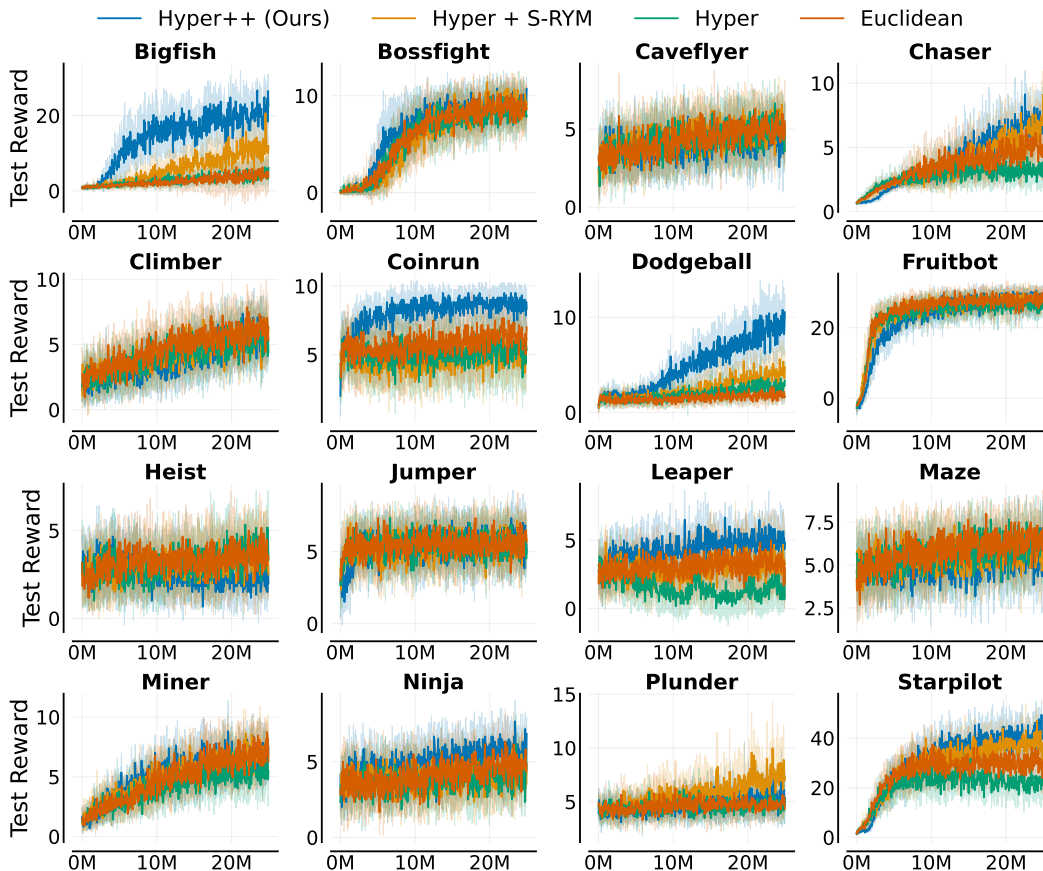 Hyper++ (Ours) Hyper + S-RYM Hyper Euclidean
Bigfish Bossfight Caveflyer Chaser
Test Reward
20
0
10
0
5
0
10
5
0
0M 10M 20M 0M 10M 20M 0M 10M 20M 0M 10M 20M
Climber Coinrun Dodgeball Fruitbot
Test Reward
10
5
0
10
5
10
0
20
0
0M 10M 20M 0M 10M 20M 0M 10M 20M 0M 10M 20M
Heist Jumper Leaper Maze
Test Reward
5
0
5
0
5
0
7.5
5.0
2.5
0M 10M 20M 0M 10M 20M 0M 10M 20M 0M 10M 20M
Miner Ninja Plunder Starpilot
Test Reward
10
5
0
5
0
15
10
5
40
20
0
0M 10M 20M 0M 10M 20M 0M 10M 20M 0M 10M 20M